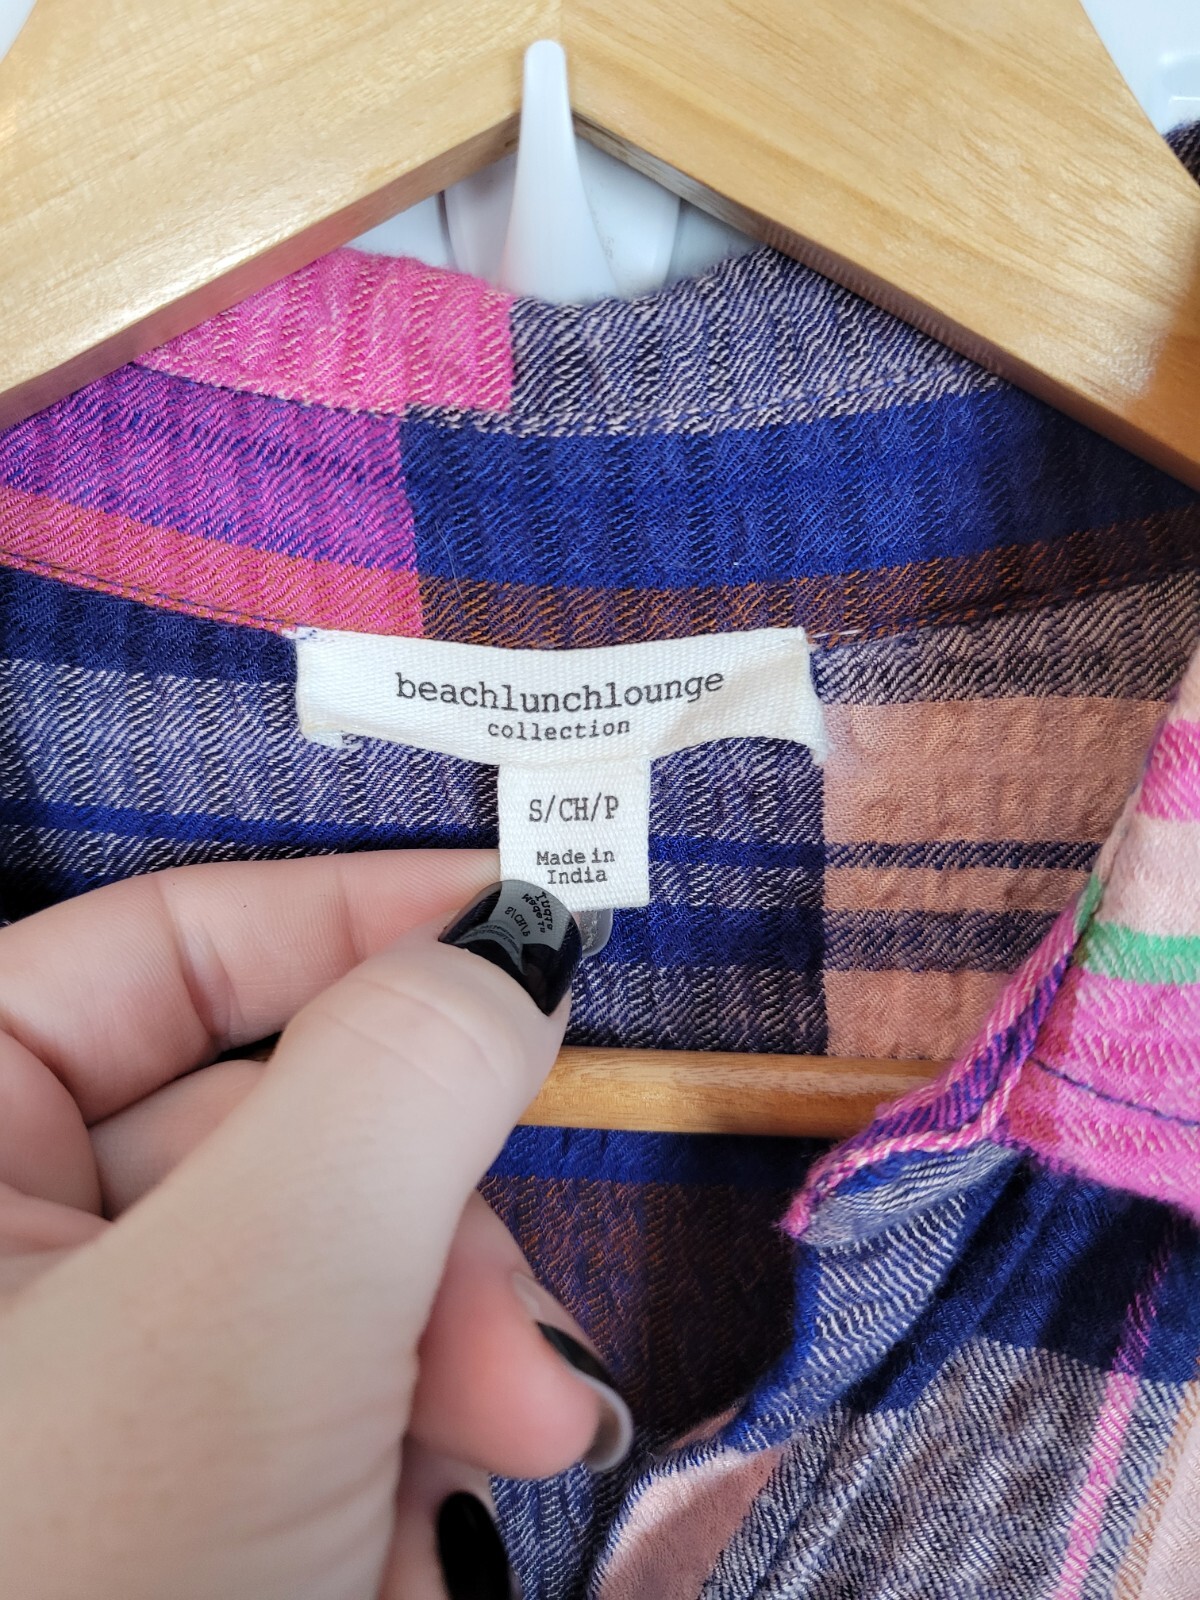 beachlunchlounge
collection
S/CH/P
Made in
India